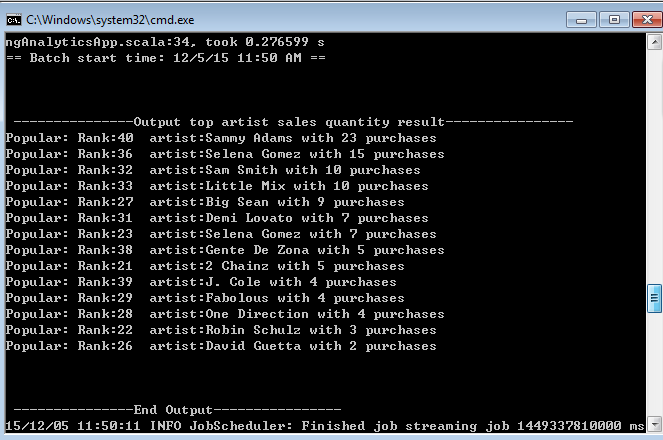 C:\Windows\system32\cmd.exe
ngAnalyticsApp.scala:34, took 0.276599 s
== Batch start time: 12/5/15 11:50 AM ==
---------------Output top artist sales quantity result----------------
Popular: Rank:40  artist:Sammy Adams with 23 purchases
Popular: Rank:36  artist:Selena Gomez with 15 purchases
Popular: Rank:32  artist:Sam Smith with 10 purchases
Popular: Rank:33  artist:Little Mix with 10 purchases
Popular: Rank:27  artist:Big Sean with 9 purchases
Popular: Rank:31  artist:Demi Lovato with 7 purchases
Popular: Rank:23  artist:Selena Gomez with 7 purchases
Popular: Rank:38  artist:Gente De Zona with 5 purchases
Popular: Rank:21  artist:2 Chainz with 5 purchases
Popular: Rank:39  artist:J. Cole with 4 purchases
Popular: Rank:29  artist:Fabolous with 4 purchases
Popular: Rank:28  artist:One Direction with 4 purchases
Popular: Rank:22  artist:Robin Schulz with 3 purchases
Popular: Rank:26  artist:David Guetta with 2 purchases
---------------End Output----------------
15/12/05 11:50:11 INFO JobScheduler: Finished job streaming job 1449337810000 ms